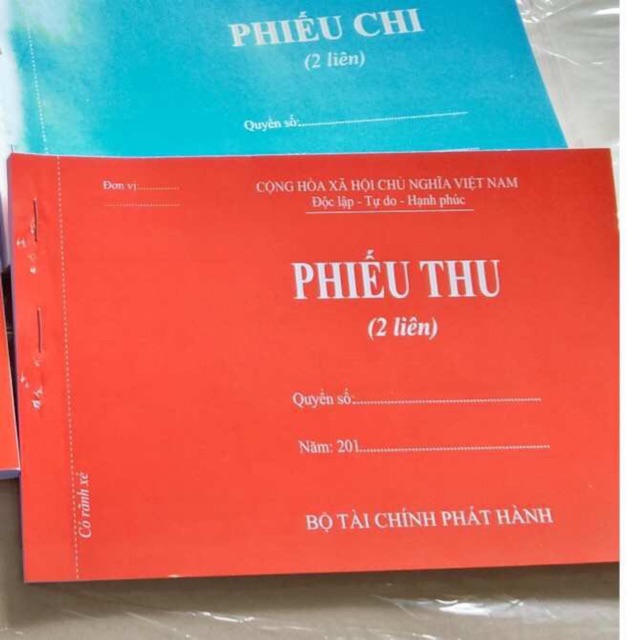 PHIẾU CHI
(2 liên)
Quyển số:
Đơn vị:
CỘNG HÒA XÃ HỘI CHỦ NGHĨA VIỆT NAM
Độc lập - Tự do - Hạnh phúc
PHIẾU THU
(2 liên)
Quyển số:
Năm: 201
BỘ TÀI CHÍNH PHÁT HÀNH
Có rãnh xé